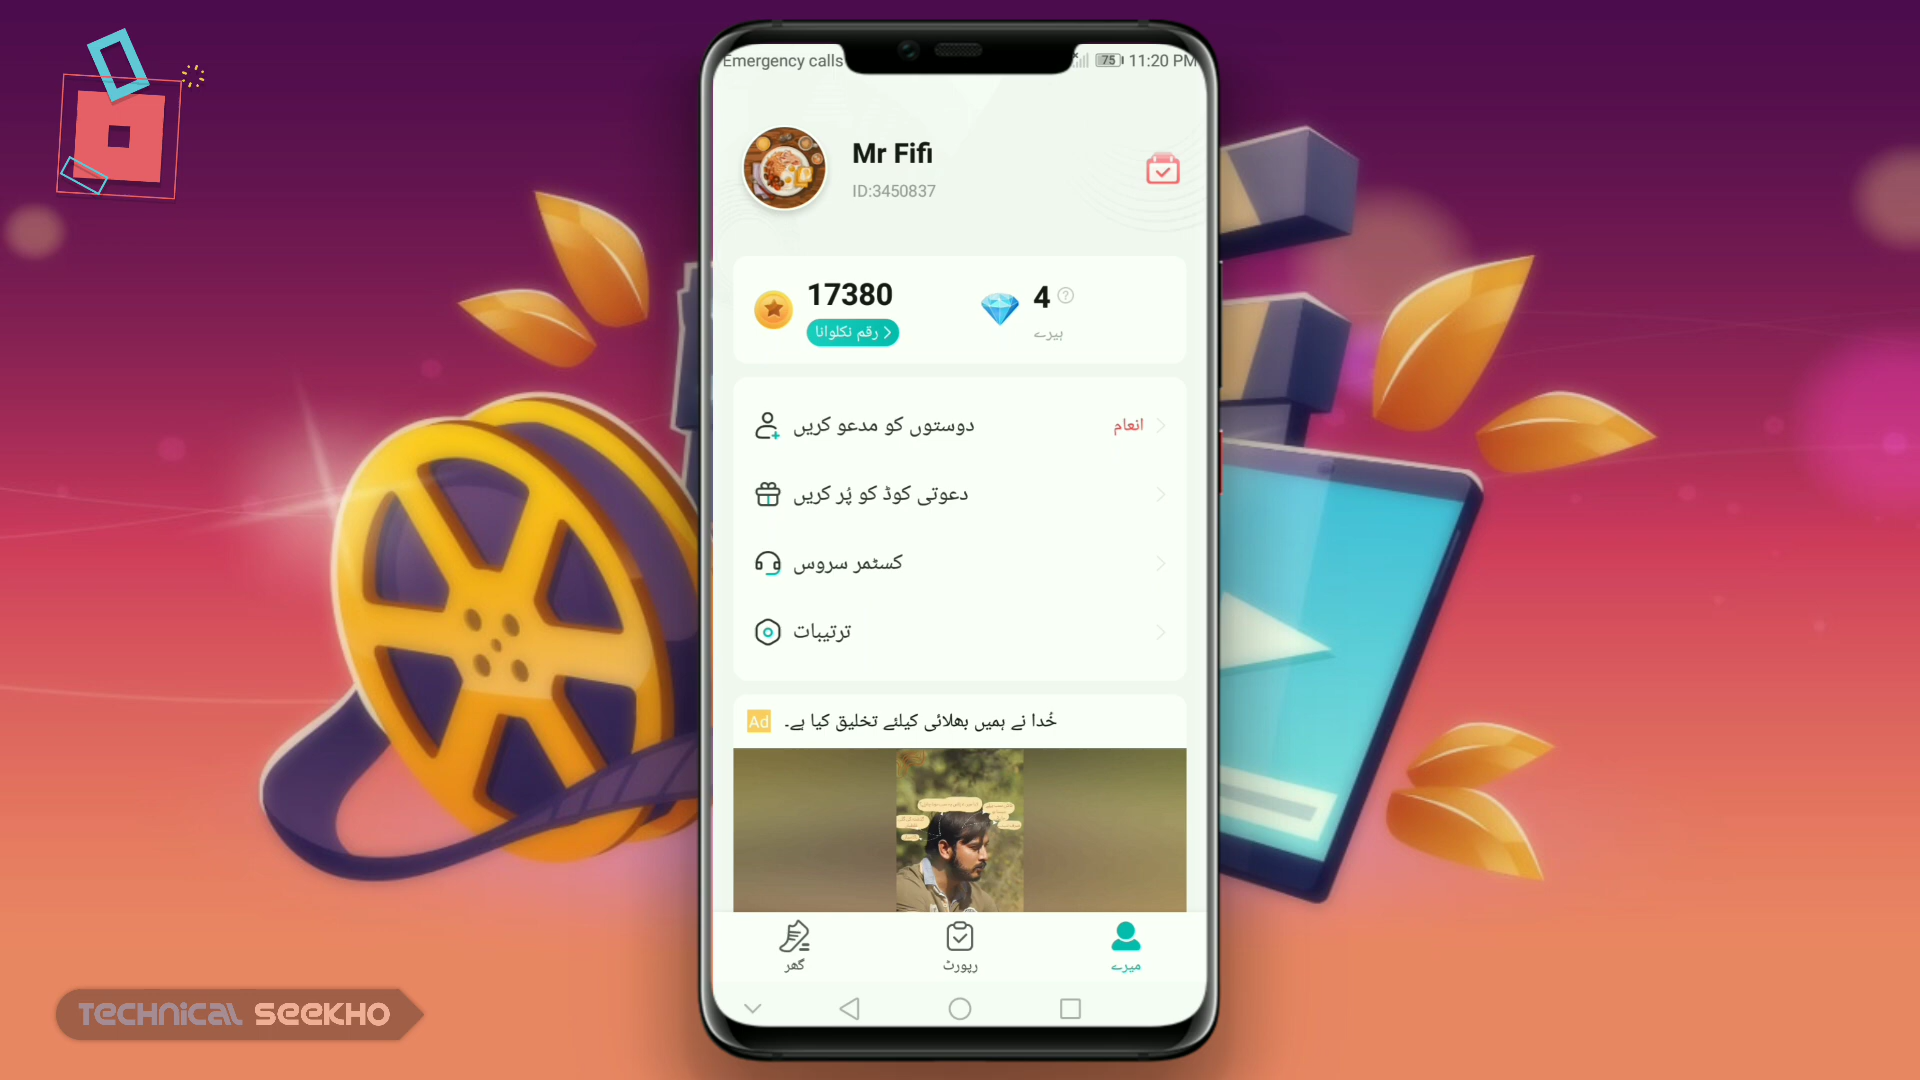 Emergency calls
75 11:20 PM
Mr Fifi
ID:3450837
17380
رقم نکلوانا
4
ہیرے
دوستوں کو مدعو کریں
انعام
دعوتی کوڈ کو پُر کریں
کسٹمر سروس
ترتیبات
Ad خُدا نے ہمیں بھلائی کیلئے تخلیق کیا ہے۔
گھر
رپورٹ
میرے
TECHNICAL SEEKHO